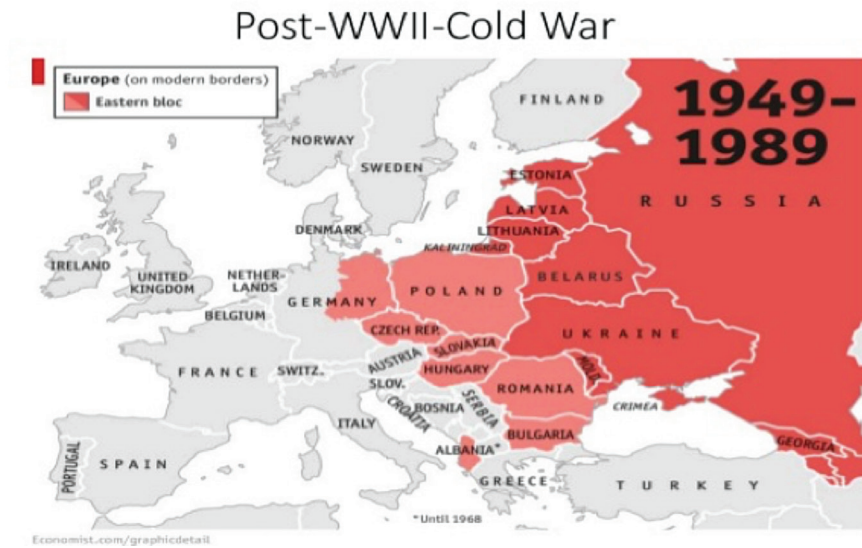 Post-WWII-Cold War
Europe (on modern borders)
Eastern bloc
1949–
1989
FINLAND
NORWAY
SWEDEN
ESTONIA
RUSSIA
LATVIA
DENMARK
LITHUANIA
KALININGRAD
IRELAND
UNITED
KINGDOM
NETHER-
LANDS
BELARUS
GERMANY
POLAND
BELGIUM
CZECH REP.
UKRAINE
SLOVAKIA
FRANCE
SWITZ.
AUSTRIA
HUNGARY
MOLD.
SLOV.
ROMANIA
CROATIA
BOSNIA
SERBIA
CRIMEA
ITALY
BULGARIA
GEORGIA
ALBANIA*
PORTUGAL
SPAIN
GREECE
TURKEY
*Until 1968
Economist.com/graphicdetail